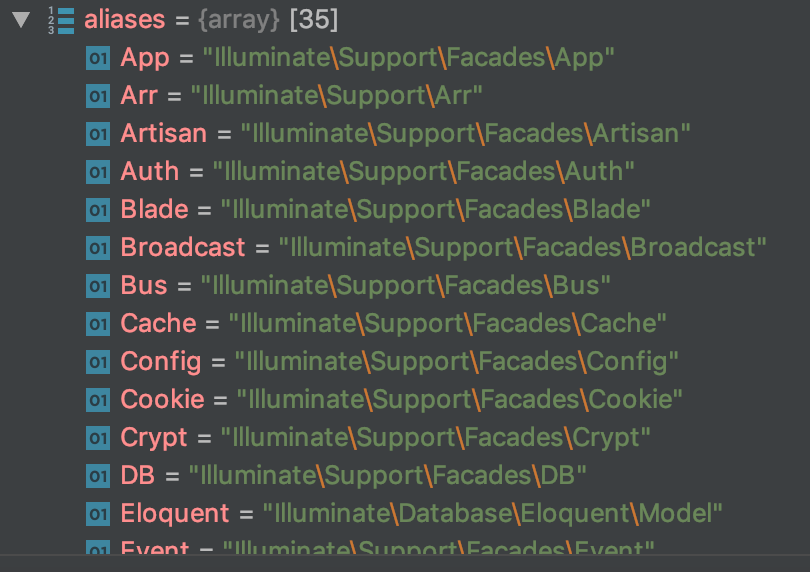 aliases = {array} [35]
App = "Illuminate\Support\Facades\App"
Arr = "Illuminate\Support\Arr"
Artisan = "Illuminate\Support\Facades\Artisan"
Auth = "Illuminate\Support\Facades\Auth"
Blade = "Illuminate\Support\Facades\Blade"
Broadcast = "Illuminate\Support\Facades\Broadcast"
Bus = "Illuminate\Support\Facades\Bus"
Cache = "Illuminate\Support\Facades\Cache"
Config = "Illuminate\Support\Facades\Config"
Cookie = "Illuminate\Support\Facades\Cookie"
Crypt = "Illuminate\Support\Facades\Crypt"
DB = "Illuminate\Support\Facades\DB"
Eloquent = "Illuminate\Database\Eloquent\Model"
Event = "Illuminate\Support\Facades\Event"